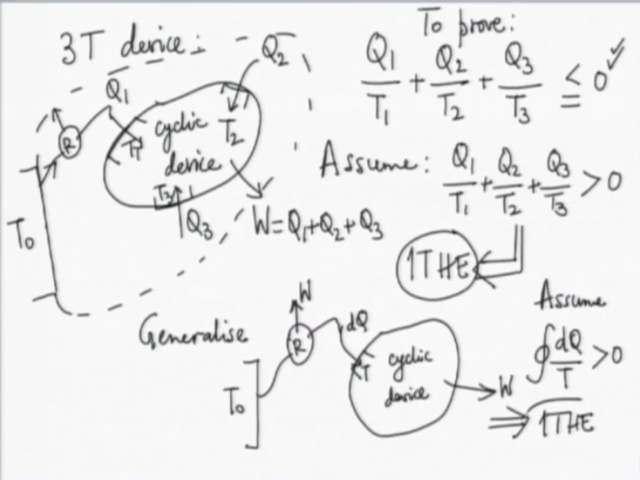 3T device:
To prove:
Q1/T1 + Q2/T2 + Q3/T3 ≤ 0 ✓
Q1
Q2
R
T1
cyclic
device
T2
T3
T0
Q3
W=Q1+Q2+Q3
Assume: Q1/T1 + Q2/T2 + Q3/T3 > 0
1THE
Generalise
W
R
dQ
T0
T
cyclic
device
W
Assume
∮dQ/T > 0
⇒ 1THE